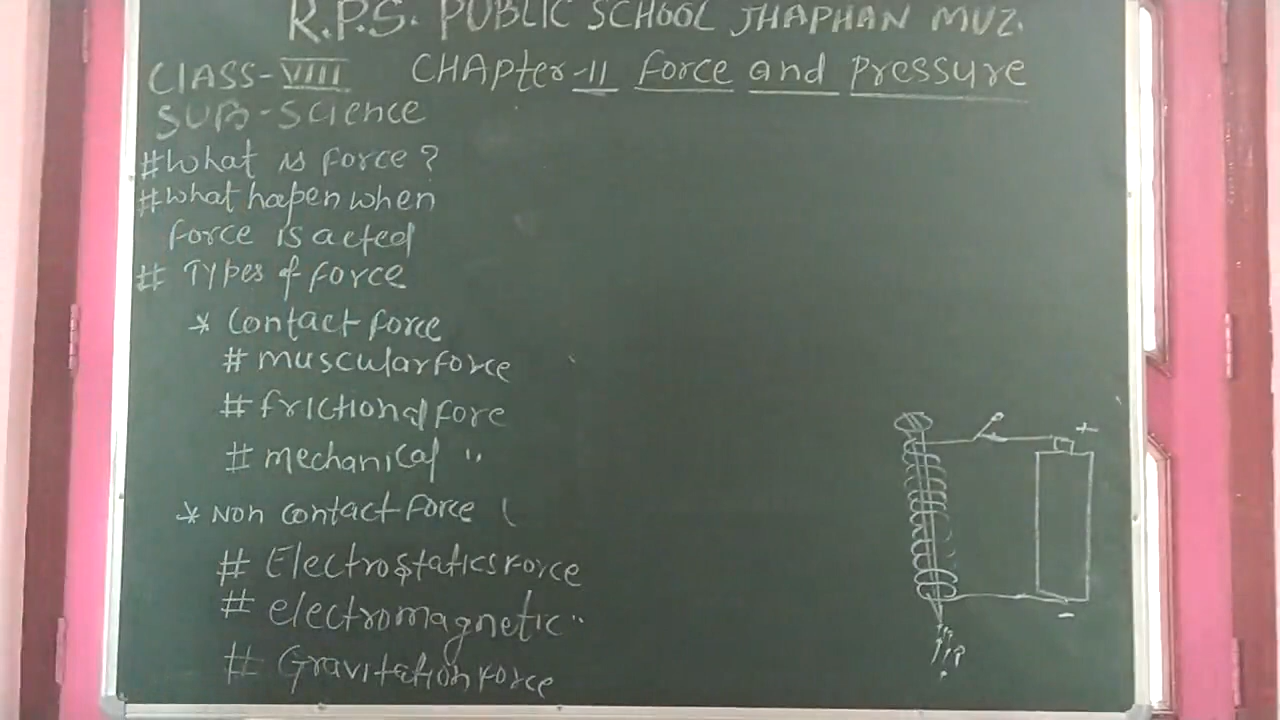 R.P.S. PUBLIC SCHOOL JHAPHAN MUZ.
CLASS-VIII CHAPter-11 force and pressure
SUB-Science
#What is force ?
#what hapen when
force is acted
# Types of force
* Contact force
# muscular force
# frictional fore
# mechanical "
* Non contact force (
# Electrostatics Force
# electromagnetic "
# Gravitation Force
+
-